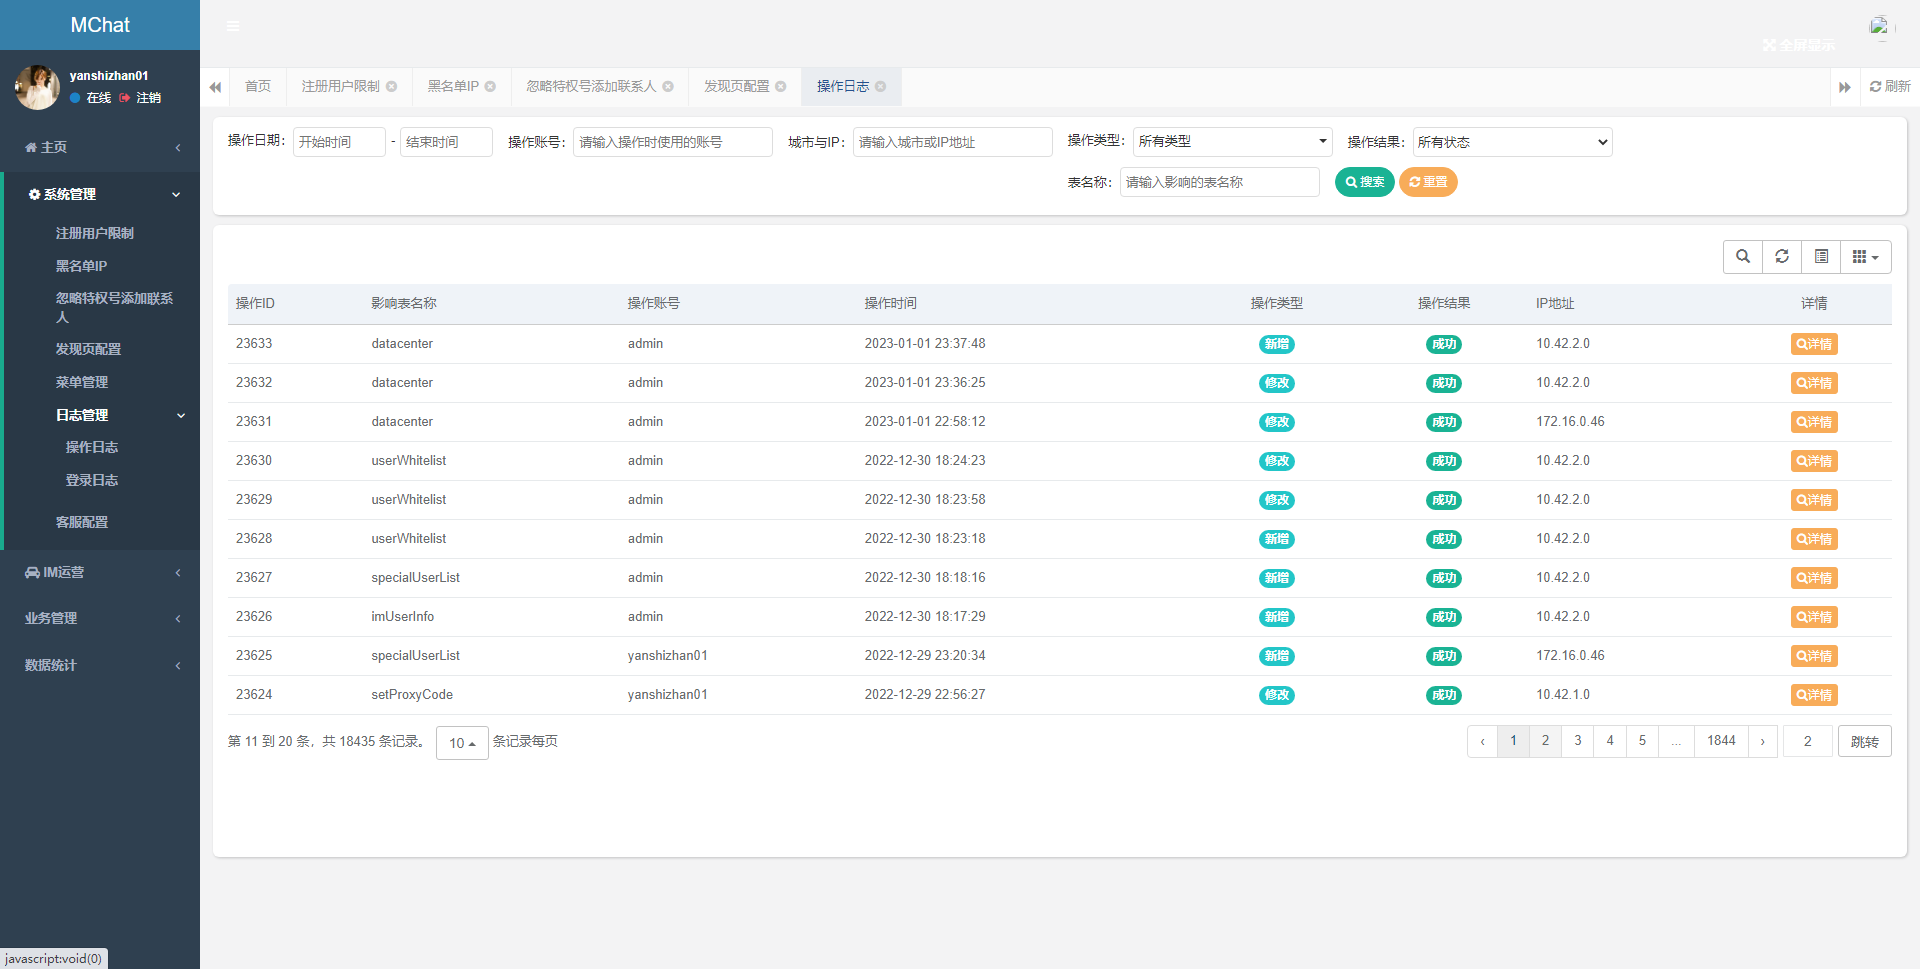 MChat
全屏显示
yanshizhan01
在线 注销
主页
系统管理
注册用户限制
黑名单IP
忽略特权号添加联系
人
发现页配置
菜单管理
日志管理
操作日志
登录日志
客服配置
IM运营
业务管理
数据统计
javascript:void(0)
首页 注册用户限制 黑名单IP 忽略特权号添加联系人 发现页配置 操作日志 刷新
操作日期： 开始时间 - 结束时间 操作账号： 请输入操作时使用的账号 城市与IP： 请输入城市或IP地址 操作类型： 所有类型 操作结果： 所有状态
表名称： 请输入影响的表名称 搜索 重置
操作ID 影响表名称 操作账号 操作时间 操作类型 操作结果 IP地址 详情
23633 datacenter admin 2023-01-01 23:37:48 新增 成功 10.42.2.0 详情
23632 datacenter admin 2023-01-01 23:36:25 修改 成功 10.42.2.0 详情
23631 datacenter admin 2023-01-01 22:58:12 修改 成功 172.16.0.46 详情
23630 userWhitelist admin 2022-12-30 18:24:23 修改 成功 10.42.2.0 详情
23629 userWhitelist admin 2022-12-30 18:23:58 修改 成功 10.42.2.0 详情
23628 userWhitelist admin 2022-12-30 18:23:18 新增 成功 10.42.2.0 详情
23627 specialUserList admin 2022-12-30 18:18:16 新增 成功 10.42.2.0 详情
23626 imUserInfo admin 2022-12-30 18:17:29 新增 成功 10.42.2.0 详情
23625 specialUserList yanshizhan01 2022-12-29 23:20:34 新增 成功 172.16.0.46 详情
23624 setProxyCode yanshizhan01 2022-12-29 22:56:27 修改 成功 10.42.1.0 详情
第 11 到 20 条，共 18435 条记录。 10 条记录每页 ‹ 1 2 3 4 5 ... 1844 › 2 跳转